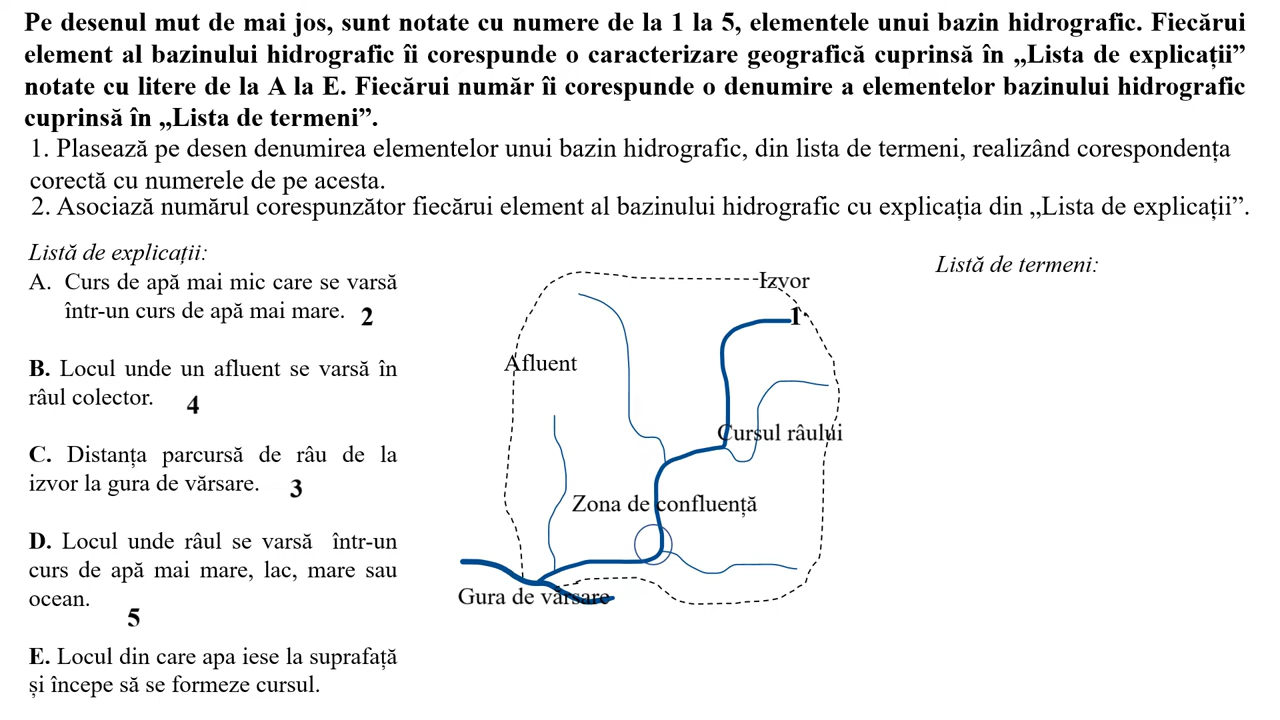 Pe desenul mut de mai jos, sunt notate cu numere de la 1 la 5, elementele unui bazin hidrografic. Fiecărui
element al bazinului hidrografic îi corespunde o caracterizare geografică cuprinsă în „Lista de explicații”
notate cu litere de la A la E. Fiecărui număr îi corespunde o denumire a elementelor bazinului hidrografic
cuprinsă în „Lista de termeni”.
1. Plasează pe desen denumirea elementelor unui bazin hidrografic, din lista de termeni, realizând corespondența
corectă cu numerele de pe acesta.
2. Asociază numărul corespunzător fiecărui element al bazinului hidrografic cu explicația din „Lista de explicații”.
Listă de explicații:
A. Curs de apă mai mic care se varsă
într-un curs de apă mai mare. 2
B. Locul unde un afluent se varsă în
râul colector. 4
C. Distanța parcursă de râu de la
izvor la gura de vărsare. 3
D. Locul unde râul se varsă într-un
curs de apă mai mare, lac, mare sau
ocean.
5
E. Locul din care apa iese la suprafață
și începe să se formeze cursul.
Izvor
1
Afluent
Cursul râului
Zona de confluență
Gura de vărsare
Listă de termeni: